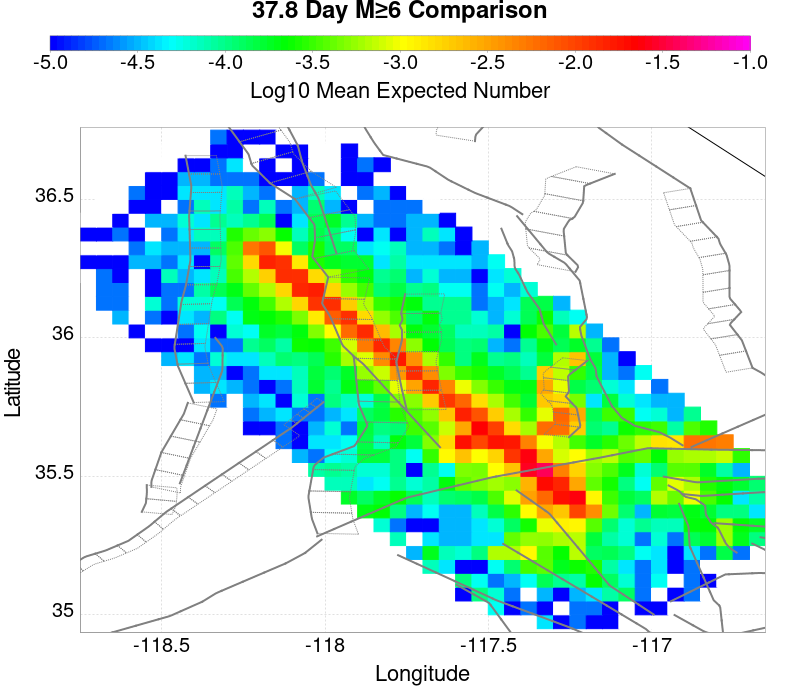 37.8 Day M≥6 Comparison
-5.0 -4.5 -4.0 -3.5 -3.0 -2.5 -2.0 -1.5 -1.0
Log10 Mean Expected Number
36.5
36
35.5
35
Latitude
-118.5 -118 -117.5 -117
Longitude